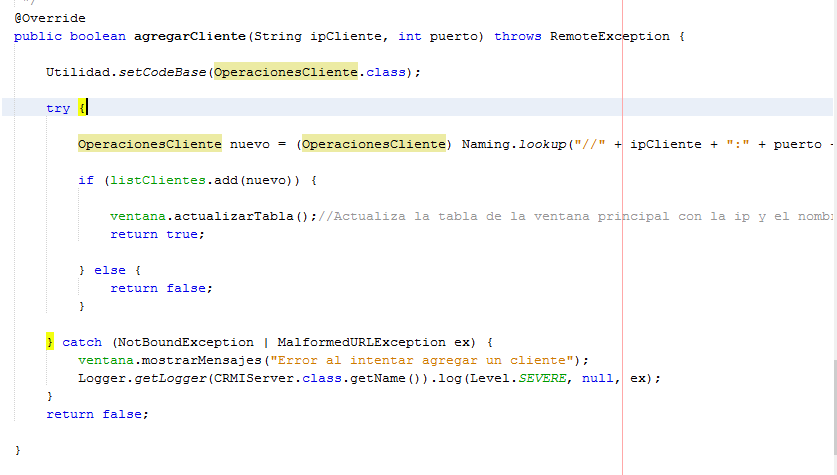 */
@Override
public boolean agregarCliente(String ipCliente, int puerto) throws RemoteException {
Utilidad.setCodeBase(OperacionesCliente.class);
try {
OperacionesCliente nuevo = (OperacionesCliente) Naming.lookup("//" + ipCliente + ":" + puerto
if (listClientes.add(nuevo)) {
ventana.actualizarTabla();//Actualiza la tabla de la ventana principal con la ip y el nomb
return true;
} else {
return false;
}
} catch (NotBoundException | MalformedURLException ex) {
ventana.mostrarMensajes("Error al intentar agregar un cliente");
Logger.getLogger(CRMIServer.class.getName()).log(Level.SEVERE, null, ex);
}
return false;
}